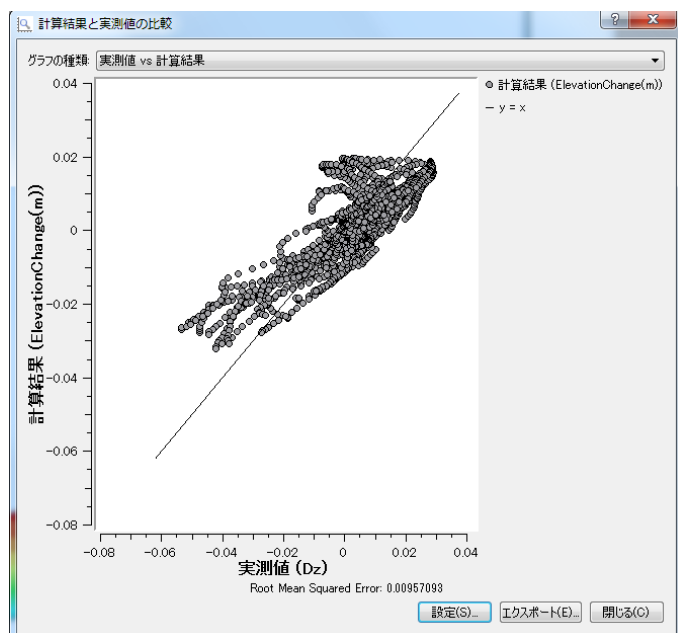 計算結果と実測値の比較
?
X
グラフの種類: 実測値 vs 計算結果
計算結果 (ElevationChange(m))
y = x
計算結果 (ElevationChange(m))
0.04
0.02
0
-0.02
-0.04
-0.06
-0.08
-0.08 -0.06 -0.04 -0.02 0 0.02 0.04
実測値 (Dz)
Root Mean Squared Error: 0.00957093
設定(S)... エクスポート(E)... 閉じる(C)